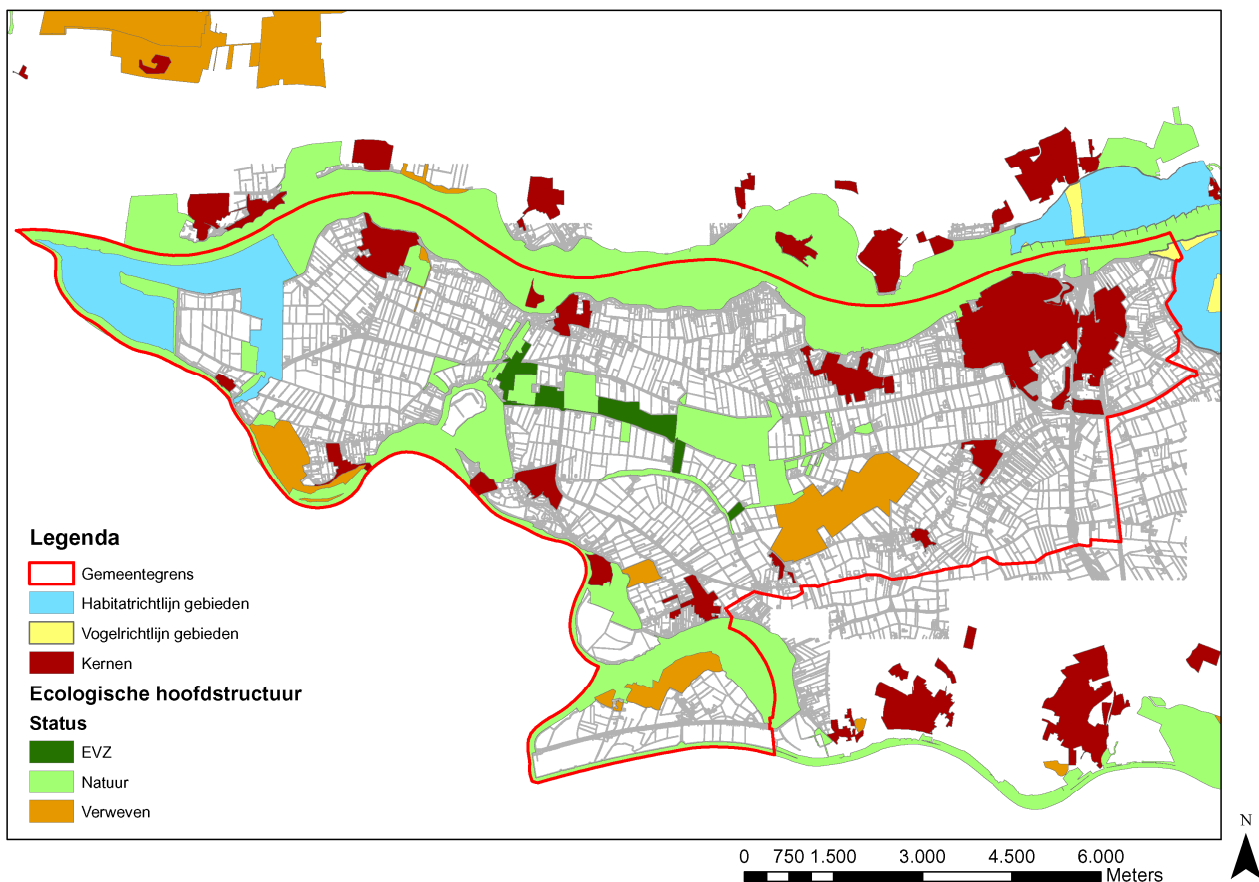 Legenda
Gemeentegrens
Habitatrichtlijn gebieden
Vogelrichtlijn gebieden
Kernen
Ecologische hoofdstructuur
Status
EVZ
Natuur
Verweven
N
0 750 1.500 3.000 4.500 6.000
Meters